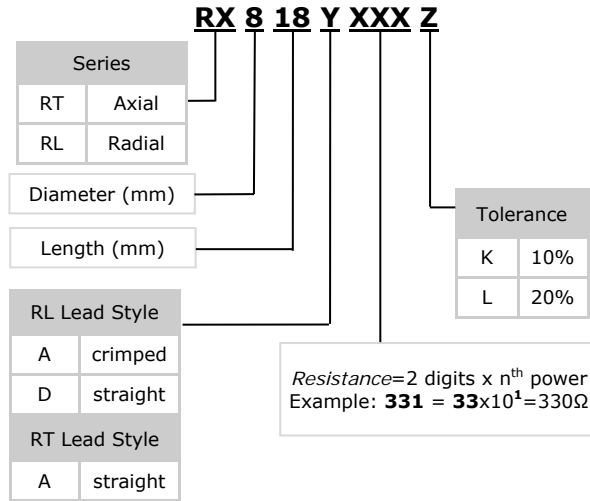 RX 8 18 Y XXX Z
Series
RT Axial
RL Radial
Diameter (mm)
Length (mm)
RL Lead Style
A crimped
D straight
RT Lead Style
A straight
Tolerance
K 10%
L 20%
Resistance=2 digits x nth power
Example: 331 = 33x10¹=330Ω